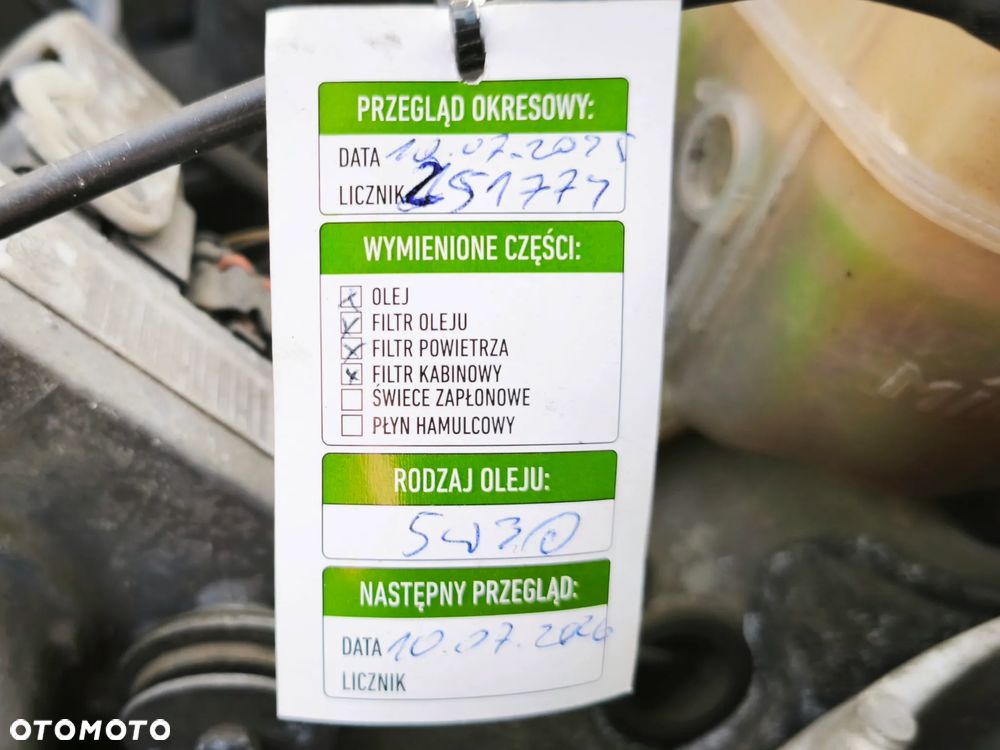 PRZEGLĄD OKRESOWY:
DATA 10.07.2025
LICZNIK 251774
WYMIENIONE CZĘŚCI:
OLEJ
FILTR OLEJU
FILTR POWIETRZA
FILTR KABINOWY
ŚWIECE ZAPŁONOWE
PŁYN HAMULCOWY
RODZAJ OLEJU:
5W30
NASTĘPNY PRZEGLĄD:
DATA 10.07.2026
LICZNIK
OTOMOTO